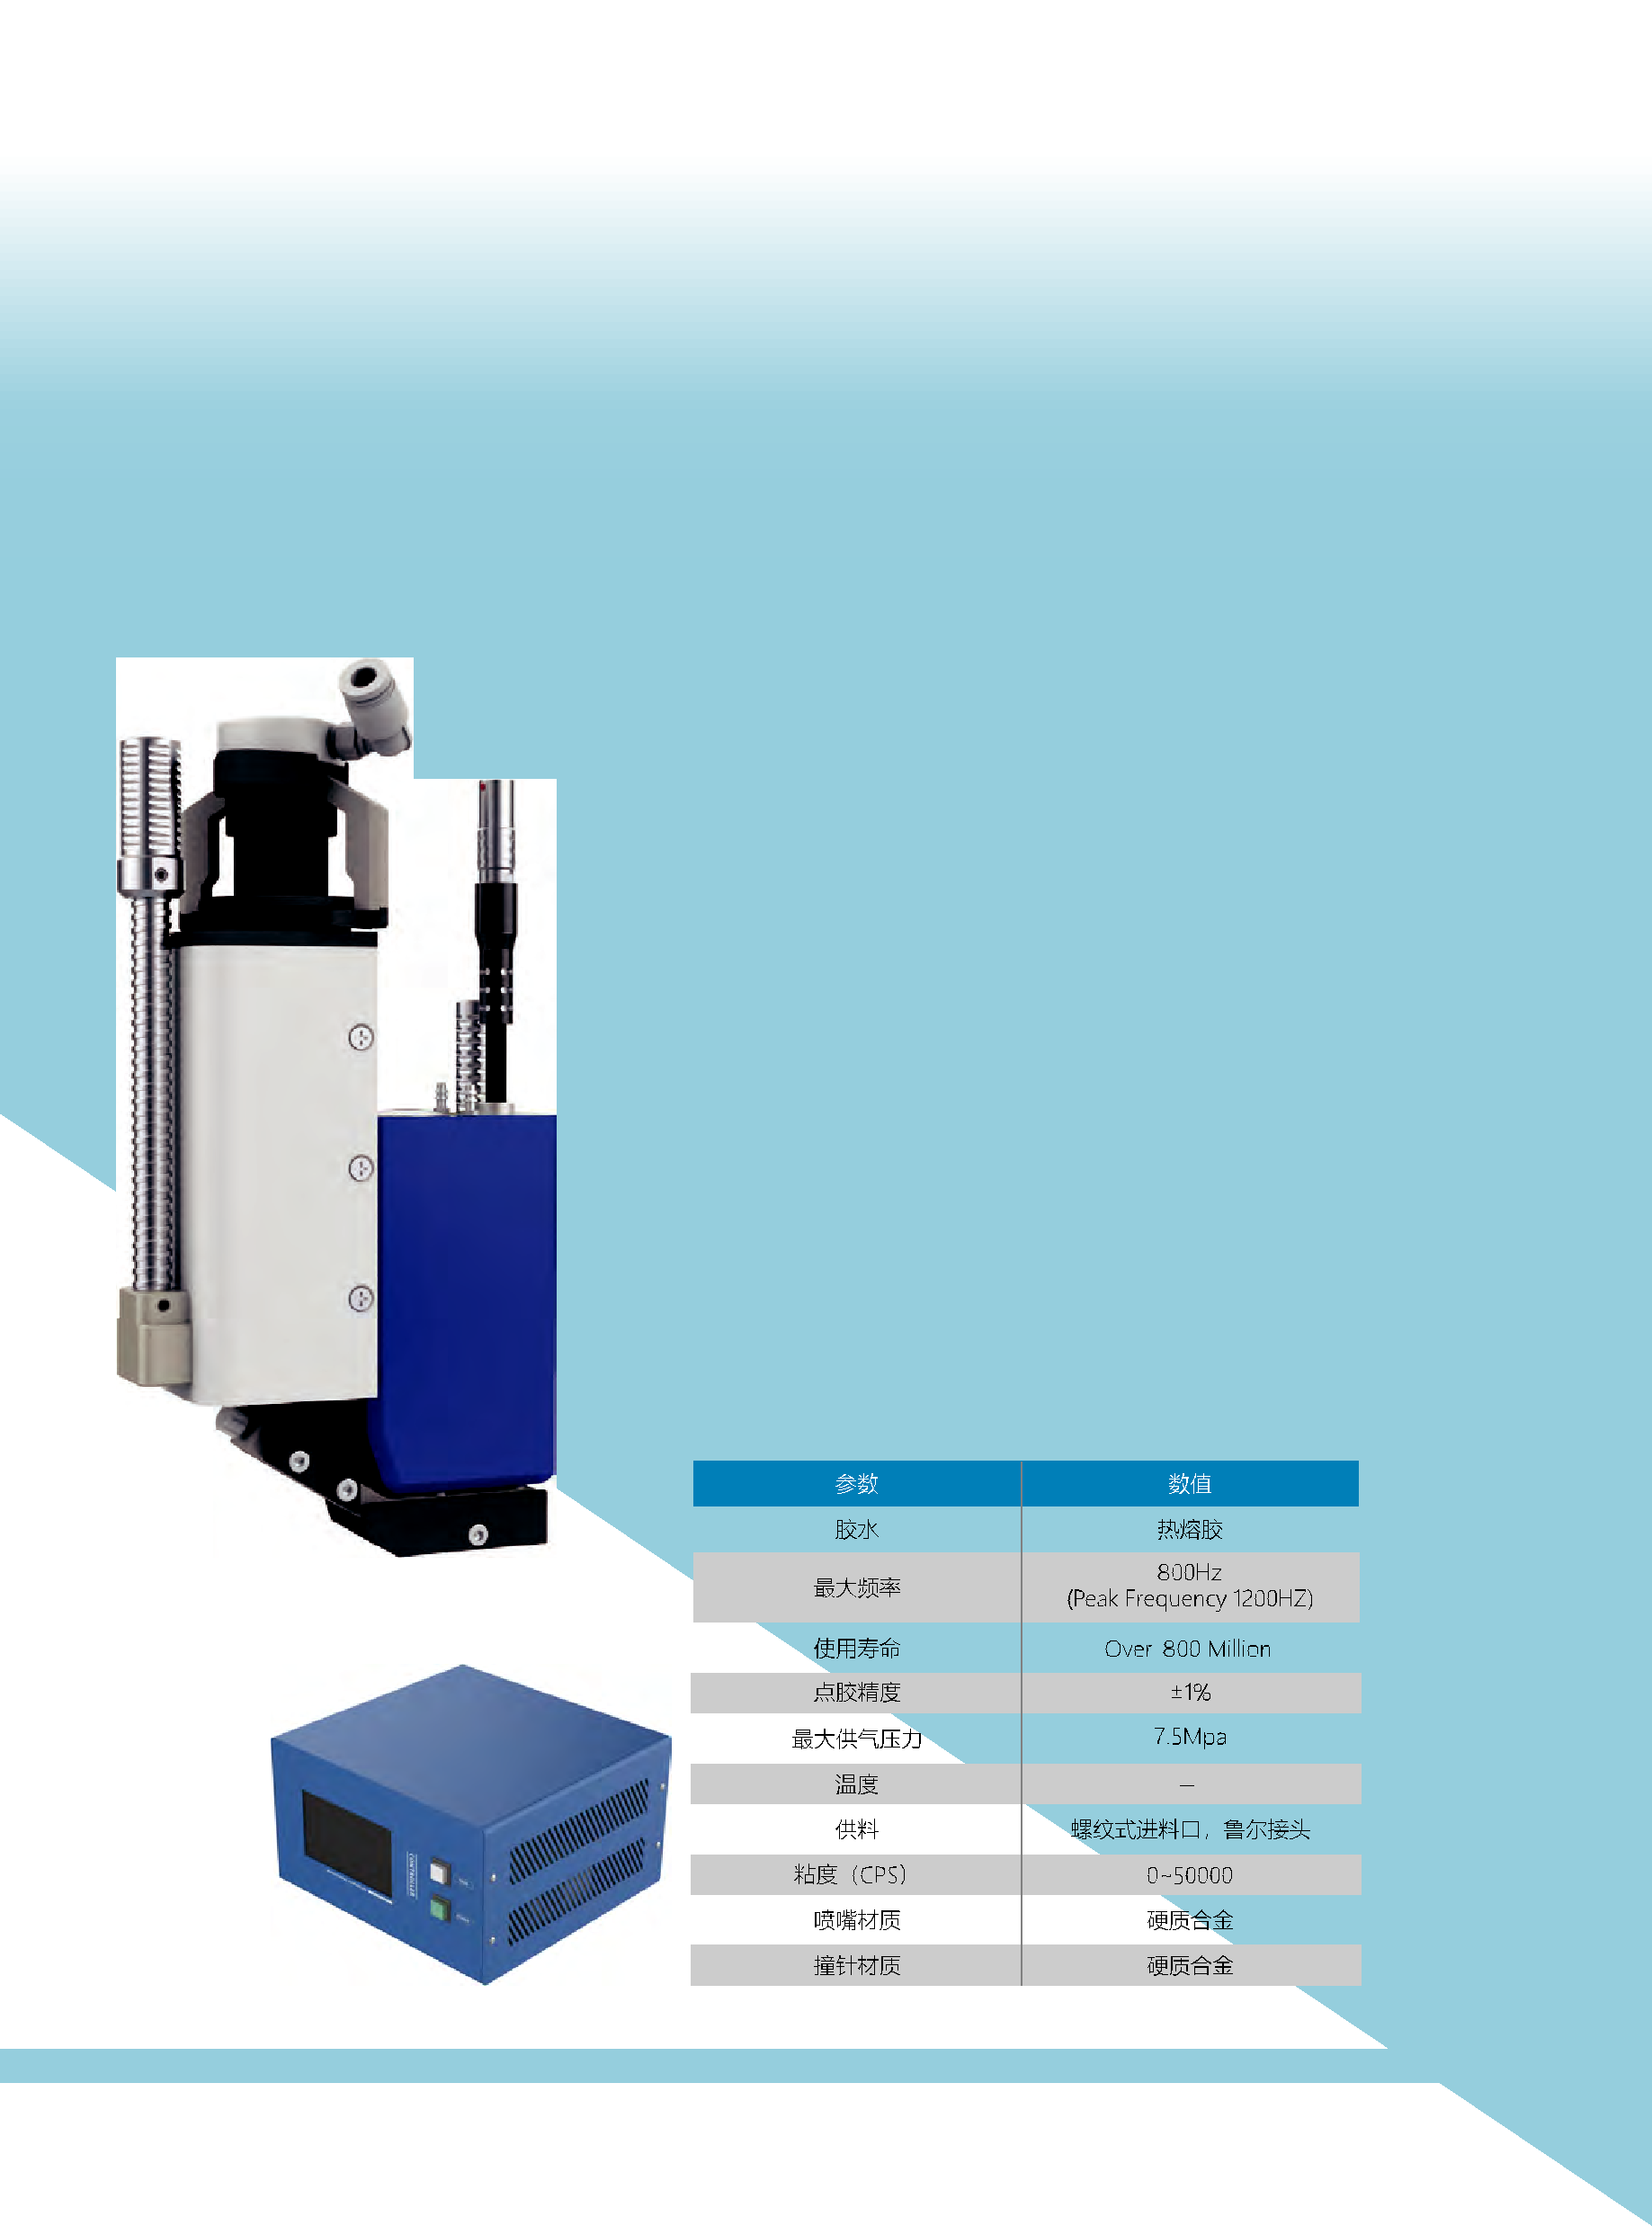 参数 数值
胶水 热熔胶
最大频率 800Hz
(Peak Frequency 1200HZ)
使用寿命 Over 800 Million
点胶精度 ±1%
最大供气压力 7.5Mpa
温度 —
供料 螺纹式进料口，鲁尔接头
粘度（CPS） 0~50000
喷嘴材质 硬质合金
撞针材质 硬质合金
CONTROLLER